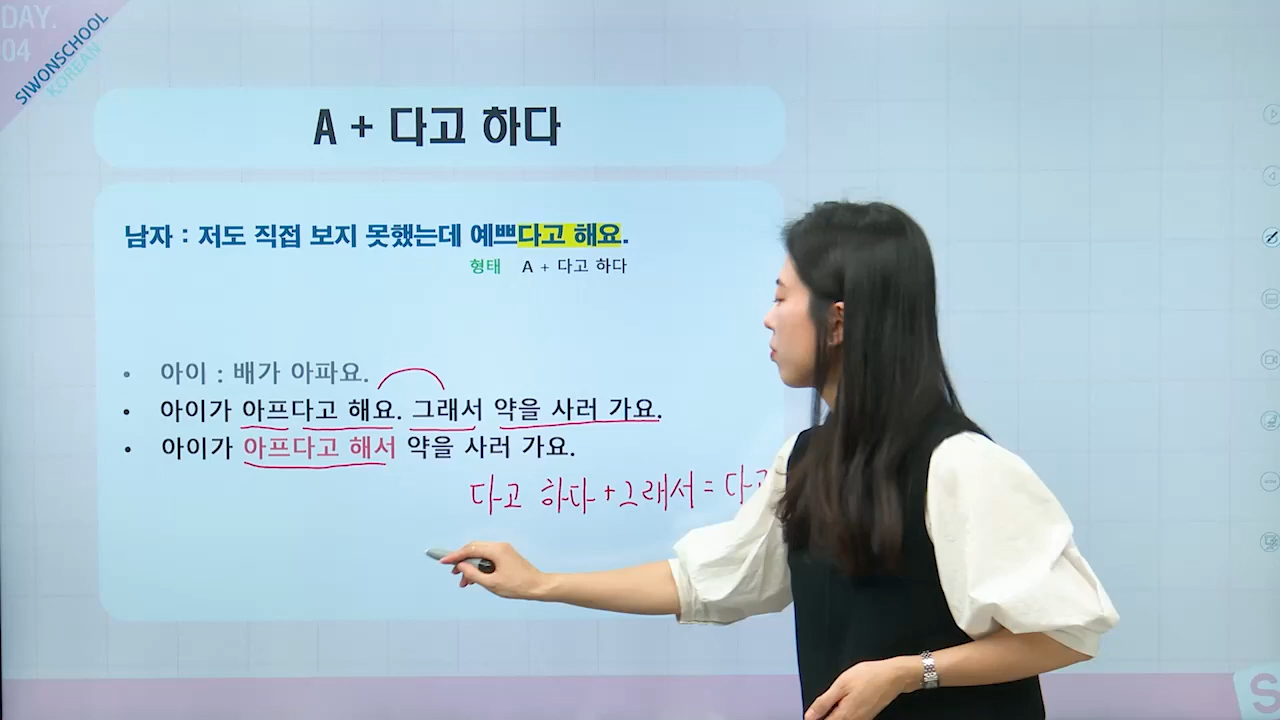 DAY.
04
SIWONSCHOOL
KOREAN
A + 다고 하다
남자 : 저도 직접 보지 못했는데 예쁘다고 해요.
형태 A + 다고 하다
• 아이 : 배가 아파요.
• 아이가 아프다고 해요. 그래서 약을 사러 가요.
• 아이가 아프다고 해서 약을 사러 가요.
다고 하다 + 그래서 = 다고
S